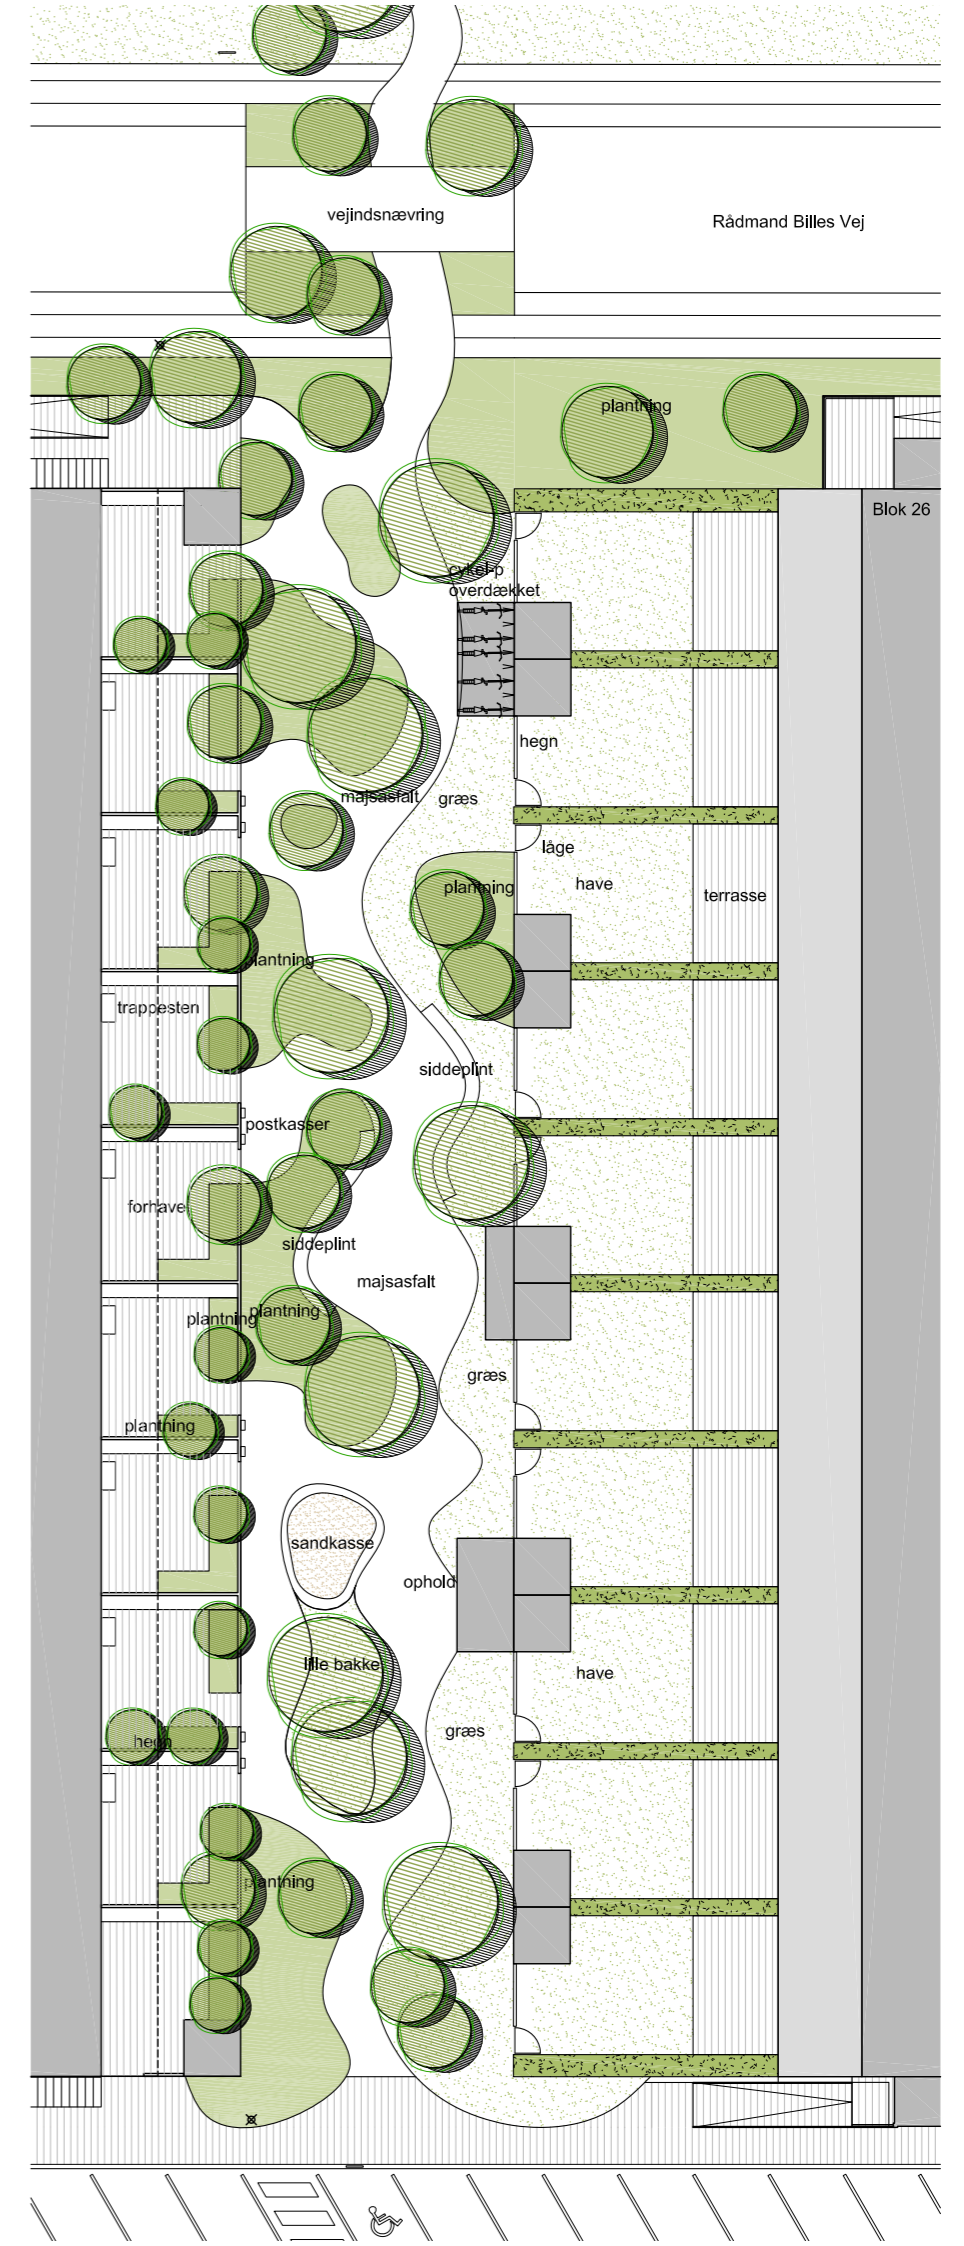 vejindsnævring
Rådmand Billes Vej
plantning
Blok 26
cykel-p
overdækket
hegn
majsasfalt
græs
låge
plantning
have
terrasse
plantning
trappesten
siddeplint
postkasser
forhave
siddeplint
majsasfalt
plantning
plantning
græs
plantning
sandkasse
ophold
lille bakke
have
græs
hegn
plantning